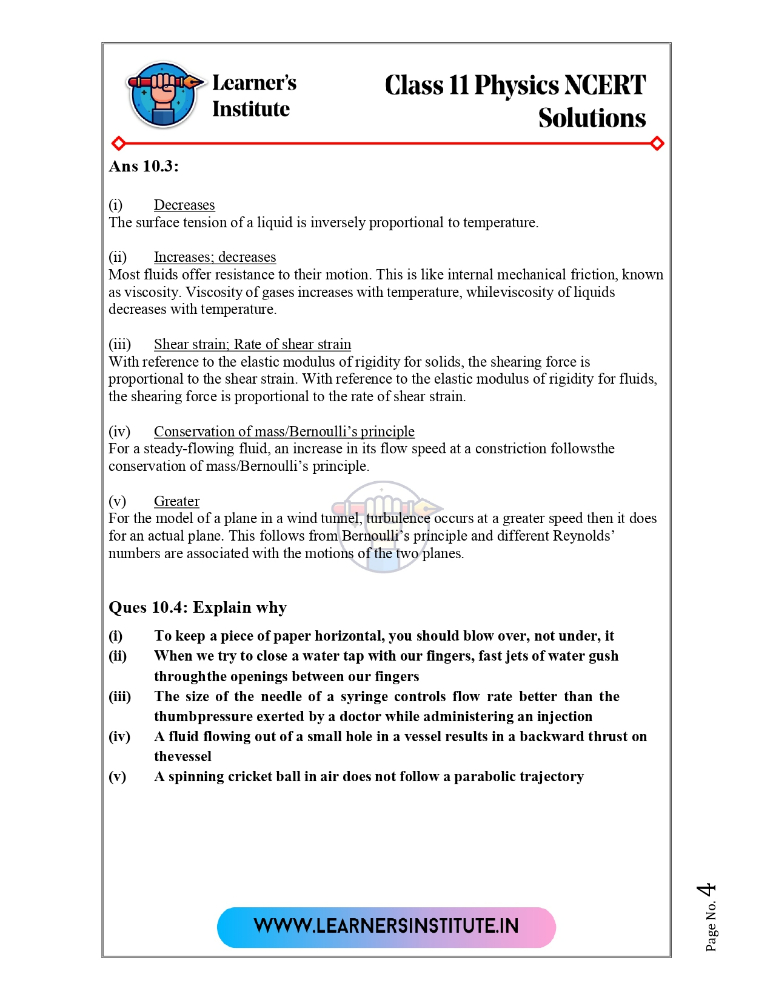 Learner's
Institute
Class 11 Physics NCERT
Solutions
Ans 10.3:
(i) Decreases
The surface tension of a liquid is inversely proportional to temperature.
(ii) Increases; decreases
Most fluids offer resistance to their motion. This is like internal mechanical friction, known
as viscosity. Viscosity of gases increases with temperature, whileviscosity of liquids
decreases with temperature.
(iii) Shear strain; Rate of shear strain
With reference to the elastic modulus of rigidity for solids, the shearing force is
proportional to the shear strain. With reference to the elastic modulus of rigidity for fluids,
the shearing force is proportional to the rate of shear strain.
(iv) Conservation of mass/Bernoulli’s principle
For a steady-flowing fluid, an increase in its flow speed at a constriction followsthe
conservation of mass/Bernoulli’s principle.
(v) Greater
For the model of a plane in a wind tunnel, turbulence occurs at a greater speed then it does
for an actual plane. This follows from Bernoulli’s principle and different Reynolds’
numbers are associated with the motions of the two planes.
Ques 10.4: Explain why
(i) To keep a piece of paper horizontal, you should blow over, not under, it
(ii) When we try to close a water tap with our fingers, fast jets of water gush
throughthe openings between our fingers
(iii) The size of the needle of a syringe controls flow rate better than the
thumbpressure exerted by a doctor while administering an injection
(iv) A fluid flowing out of a small hole in a vessel results in a backward thrust on
thevessel
(v) A spinning cricket ball in air does not follow a parabolic trajectory
WWW.LEARNERSINSTITUTE.IN
Page No. 4